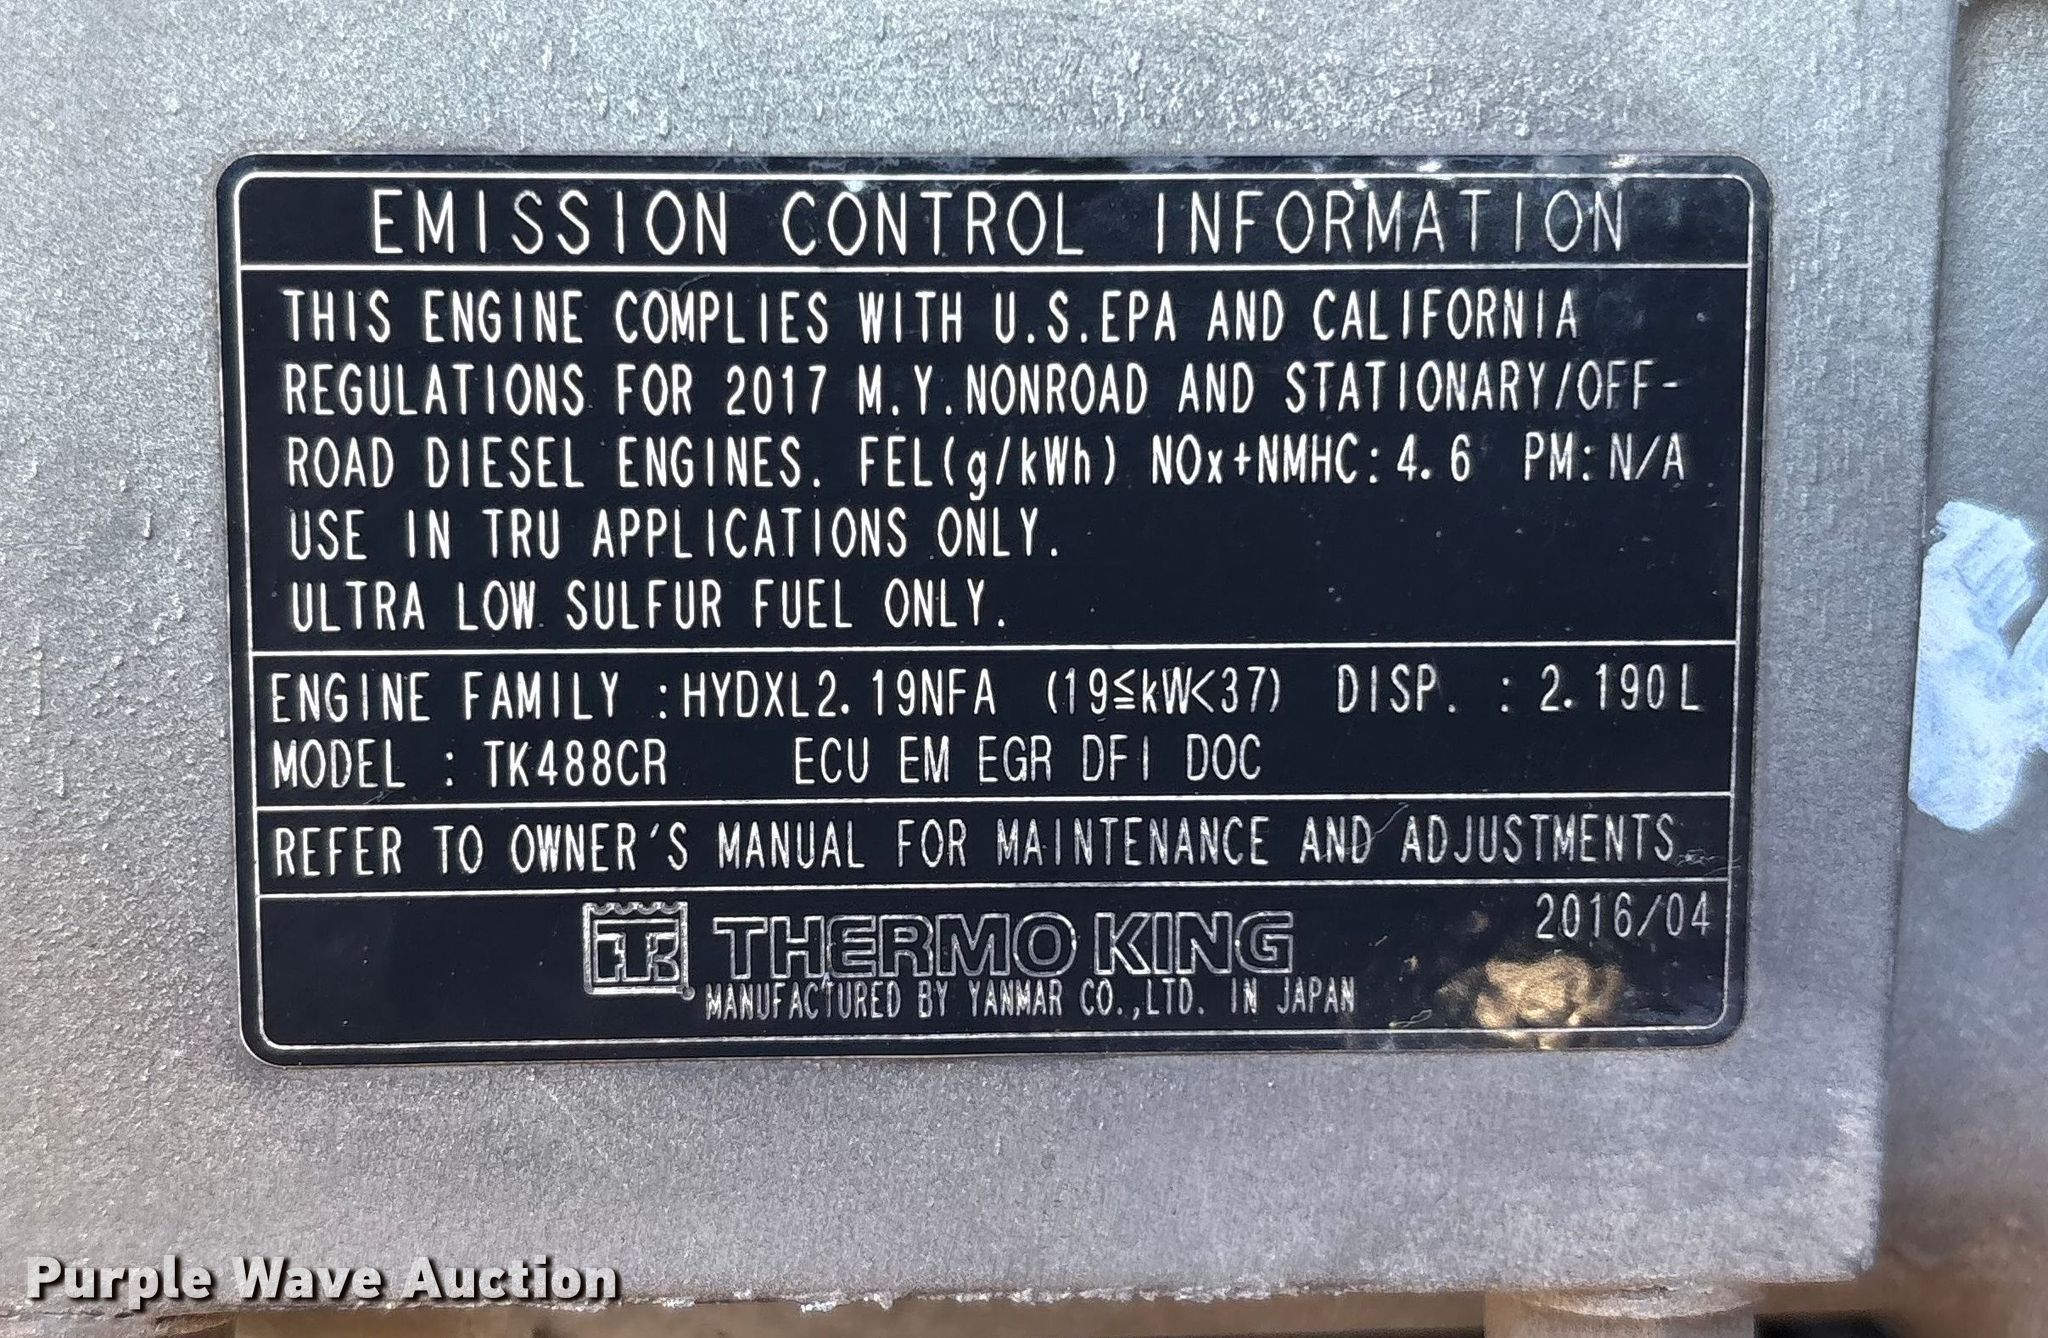 EMISSION CONTROL INFORMATION
THIS ENGINE COMPLIES WITH U.S.EPA AND CALIFORNIA
REGULATIONS FOR 2017 M.Y.NONROAD AND STATIONARY/OFF-
ROAD DIESEL ENGINES. FEL(g/kWh) NOx+NMHC:4.6 PM:N/A
USE IN TRU APPLICATIONS ONLY.
ULTRA LOW SULFUR FUEL ONLY.
ENGINE FAMILY :HYDXL2.19NFA (19≦kW<37) DISP. : 2.190L
MODEL : TK488CR ECU EM EGR DFI DOC
REFER TO OWNER'S MANUAL FOR MAINTENANCE AND ADJUSTMENTS
2016/04
TK THERMO KING
MANUFACTURED BY YANMAR CO.,LTD. IN JAPAN
Purple Wave Auction